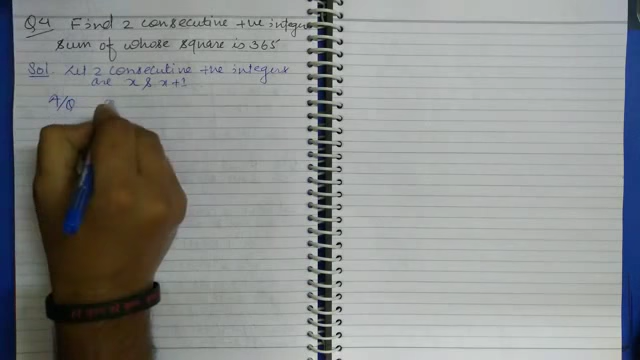 Q4 Find 2 consecutive +ve integers
sum of whose square is 365
Sol. Let 2 consecutive +ve integers
are x & x+1
A/Q